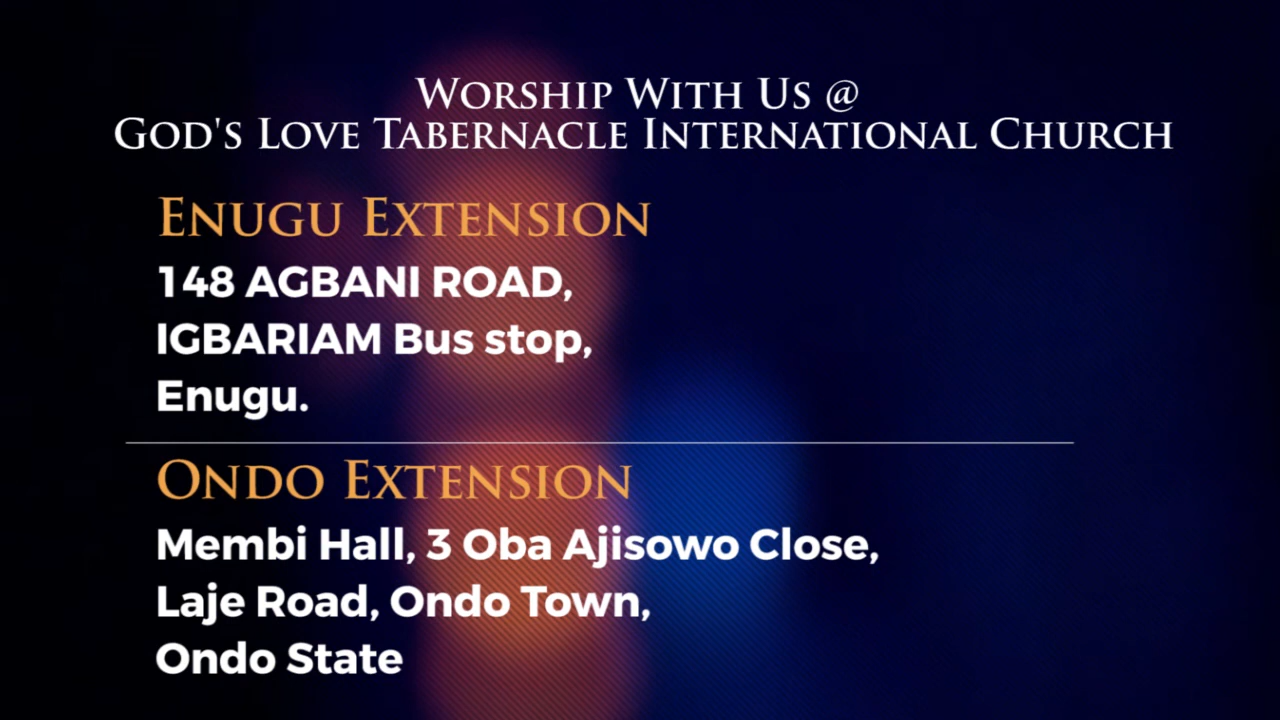 Worship With Us @
God's Love Tabernacle International Church
Enugu Extension
148 AGBANI ROAD,
IGBARIAM Bus stop,
Enugu.
Ondo Extension
Membi Hall, 3 Oba Ajisowo Close,
Laje Road, Ondo Town,
Ondo State